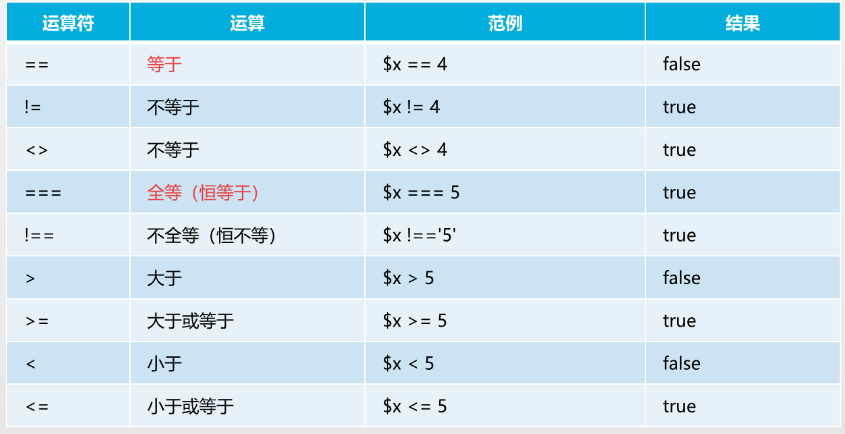 运算符 运算 范例 结果
== 等于 $x == 4 false
!= 不等于 $x != 4 true
<> 不等于 $x <> 4 true
=== 全等（恒等于） $x === 5 true
!== 不全等（恒不等） $x !=='5' true
> 大于 $x > 5 false
>= 大于或等于 $x >= 5 true
< 小于 $x < 5 false
<= 小于或等于 $x <= 5 true